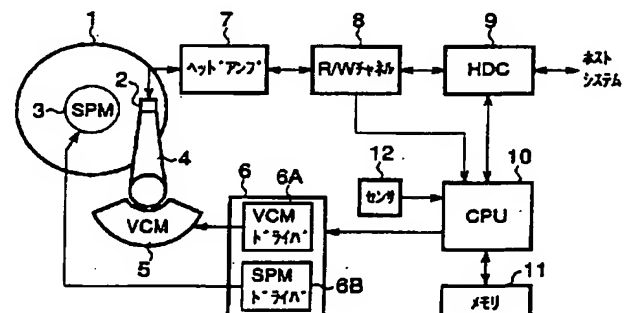 1
7
8
9
ヘッドアンプ
R/Wチャネル
HDC
ホスト
システム
2
3
SPM
4
12
10
センサ
CPU
6
6A
VCM
VCM
ドライバ
5
SPM
ドライバ
6B
11
メモリ